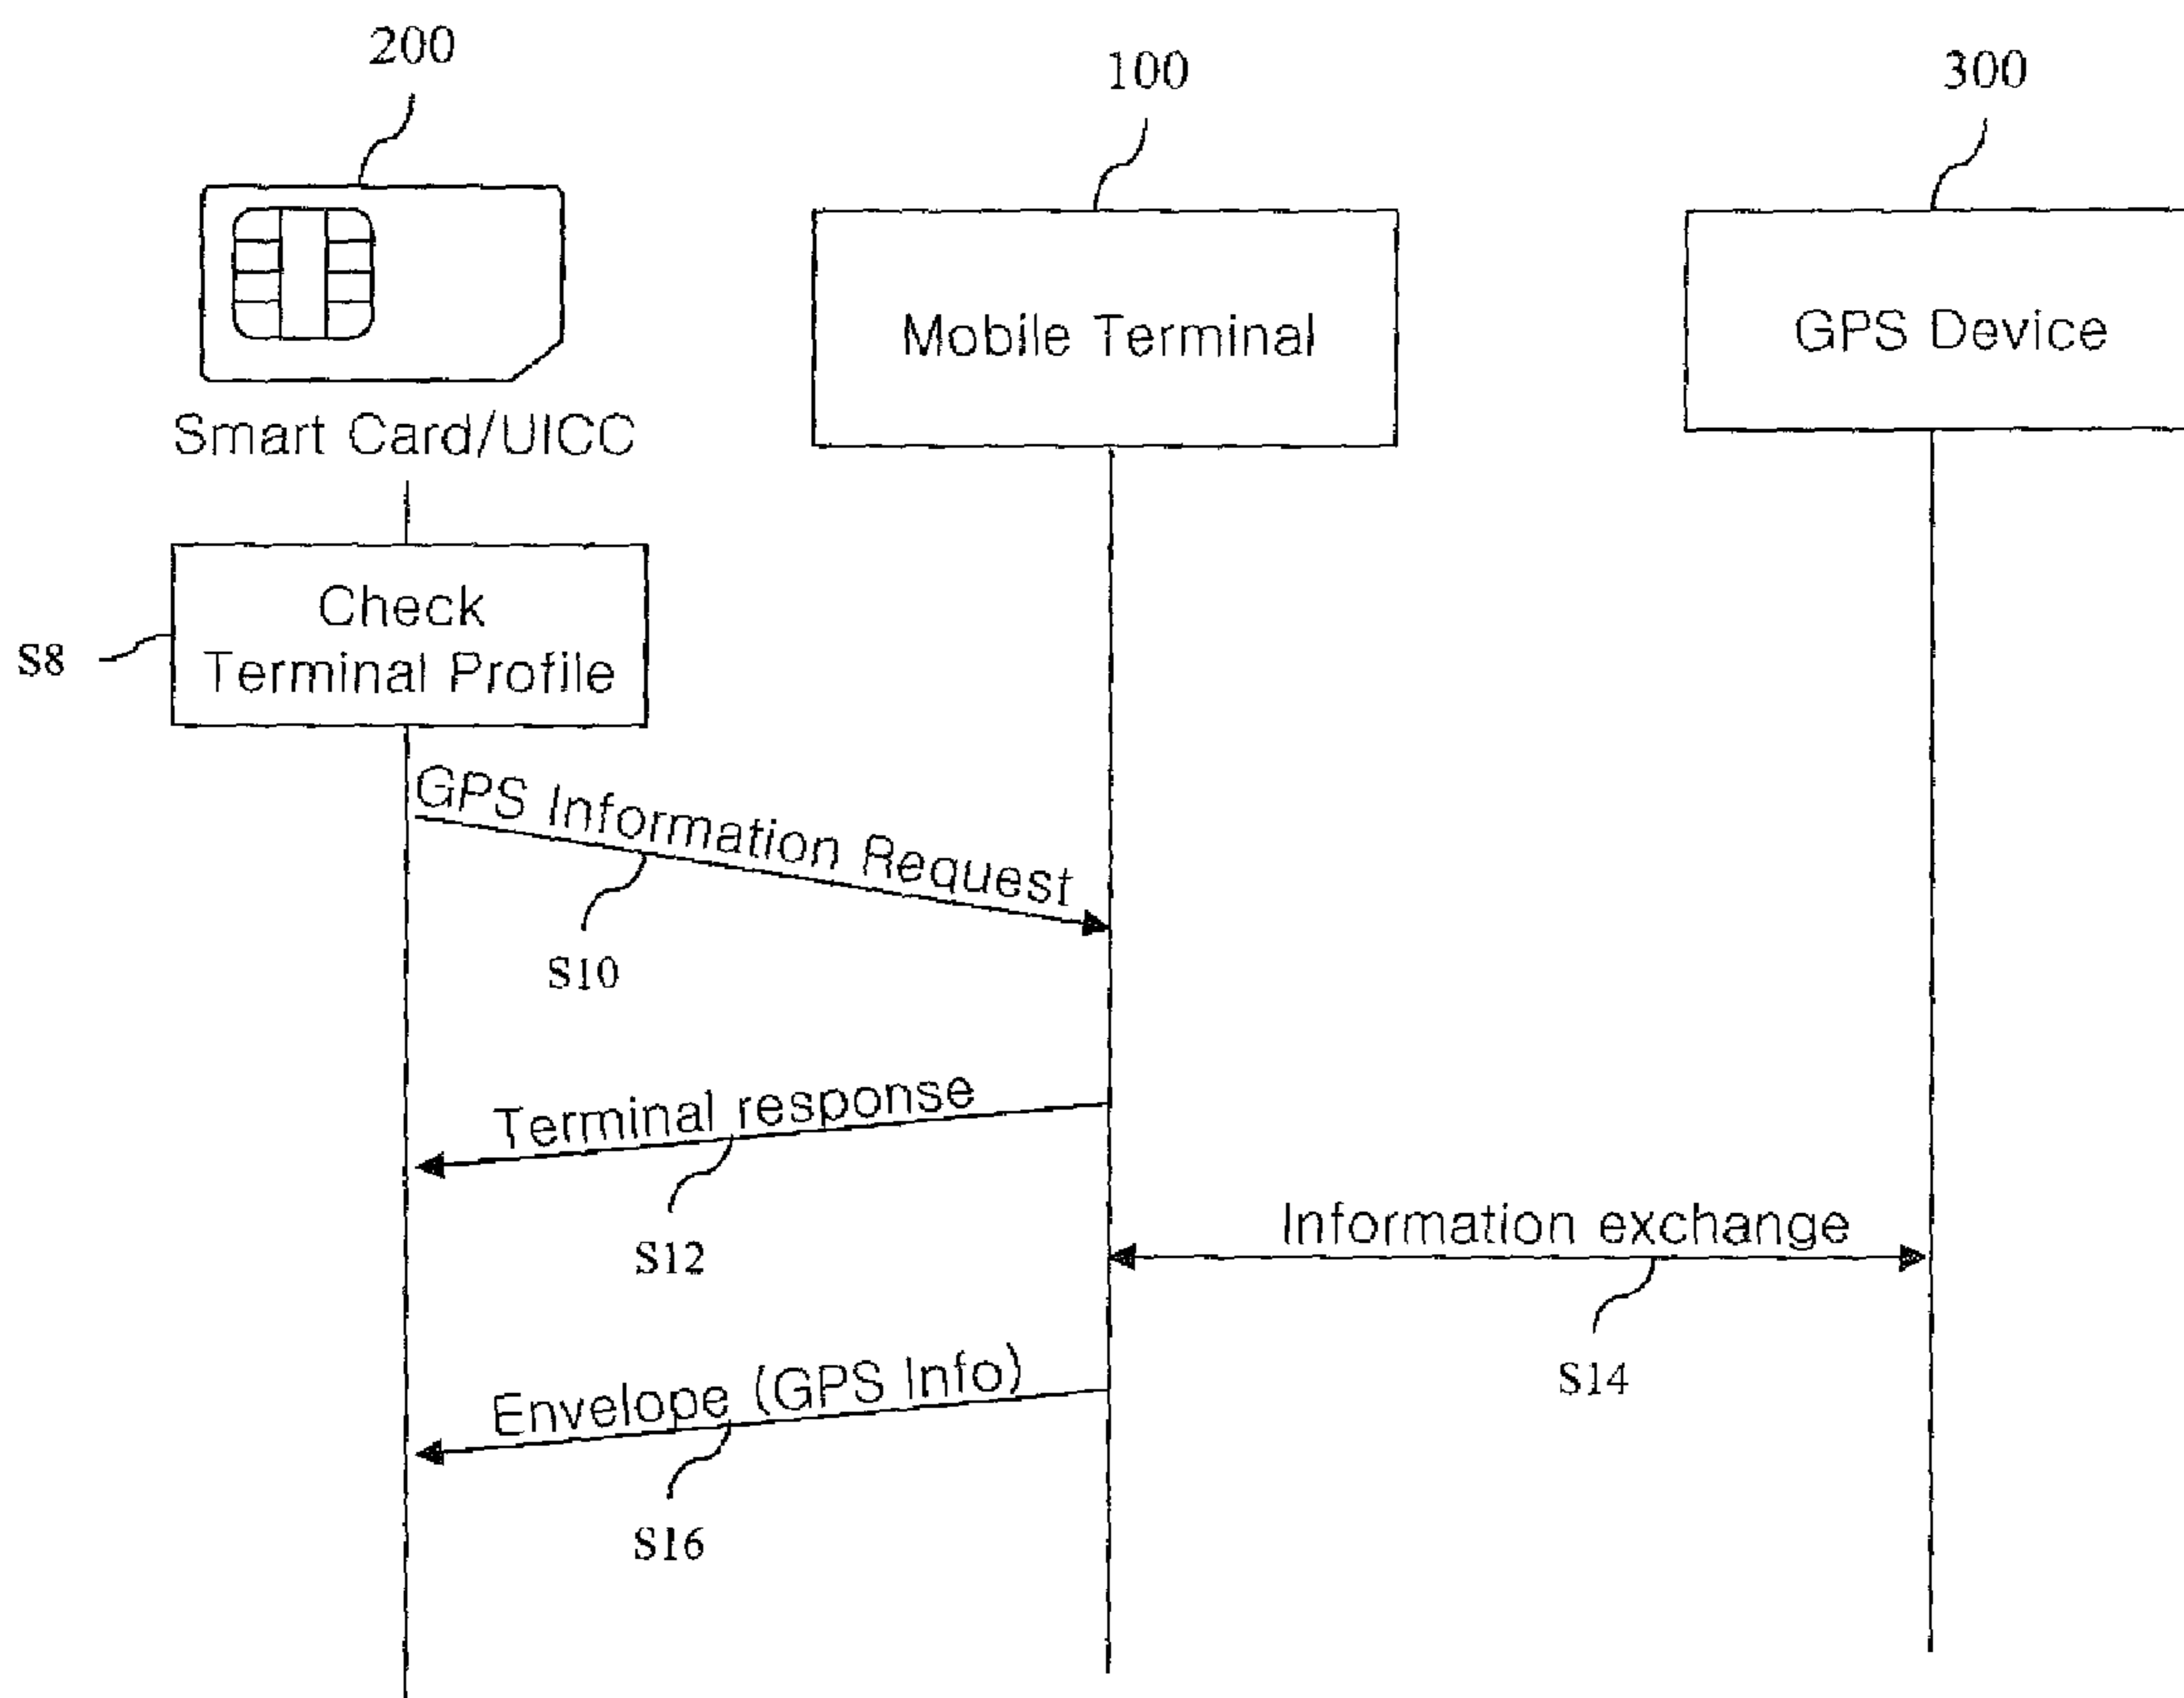 200
100
300
Mobile Terminal
GPS Device
Smart Card/UICC
Check
Terminal Profile
S8
GPS Information Request
S10
Terminal response
S12
Information exchange
S14
Envelope (GPS Info)
S16